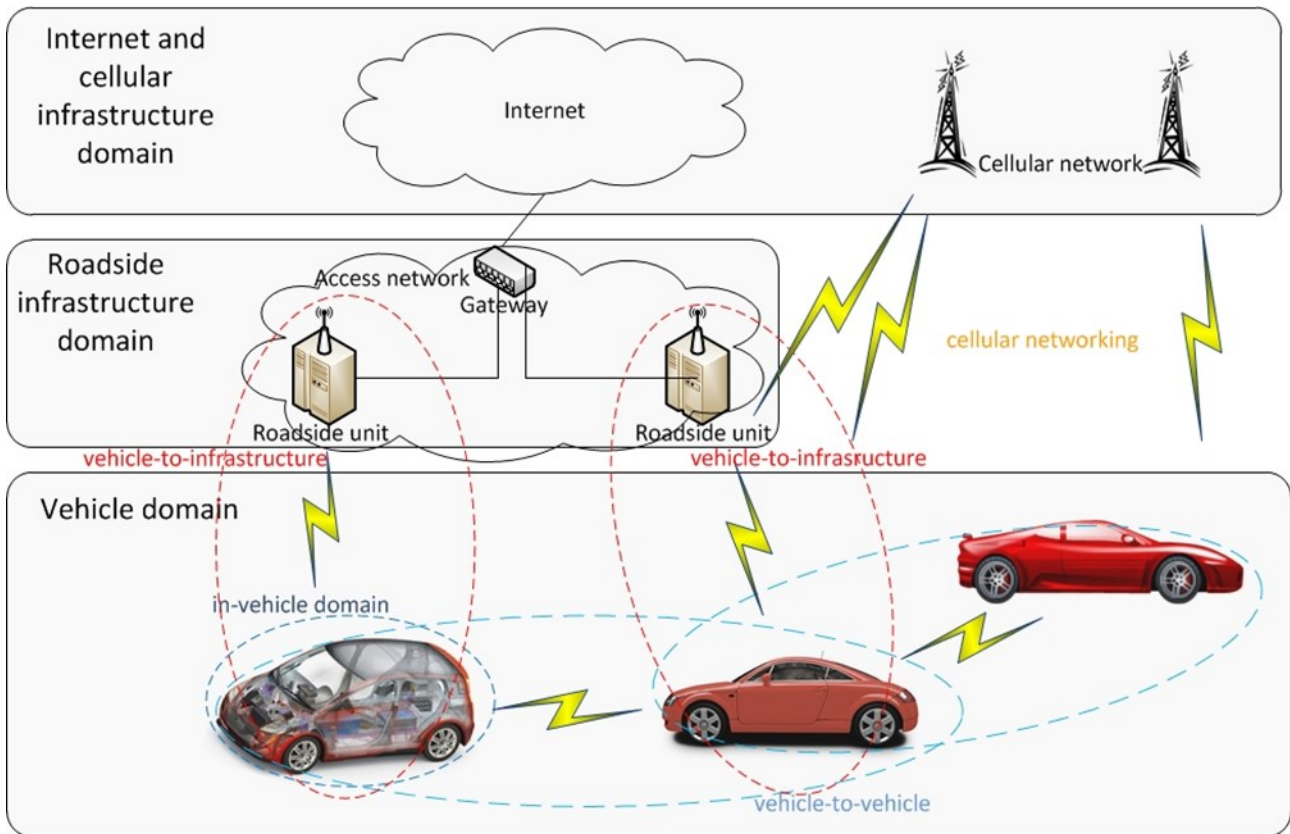 Internet and
cellular
infrastructure
domain
Internet
Cellular network
Roadside
infrastructure
domain
Access network
Gateway
cellular networking
Roadside unit
Roadside unit
vehicle-to-infrastructure
vehicle-to-infrasructure
Vehicle domain
in-vehicle domain
vehicle-to-vehicle